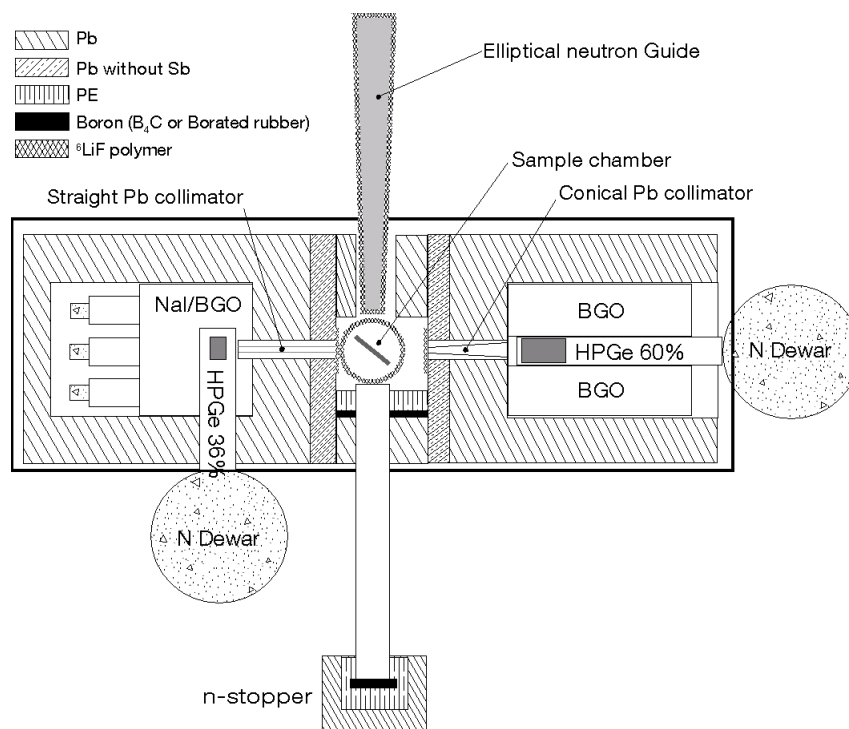 Pb
Pb without Sb
PE
Boron (B₄C or Borated rubber)
⁶LiF polymer
Elliptical neutron Guide
Sample chamber
Straight Pb collimator
Conical Pb collimator
NaI/BGO
BGO
HPGe 60%
N Dewar
BGO
HPGe 36%
N Dewar
n-stopper